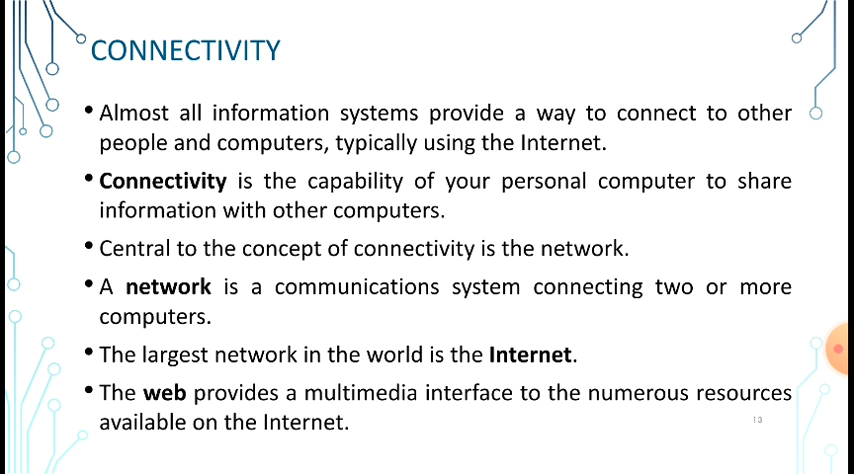 CONNECTIVITY
• Almost all information systems provide a way to connect to other
people and computers, typically using the Internet.
• Connectivity is the capability of your personal computer to share
information with other computers.
• Central to the concept of connectivity is the network.
• A network is a communications system connecting two or more
computers.
• The largest network in the world is the Internet.
• The web provides a multimedia interface to the numerous resources
available on the Internet.
13